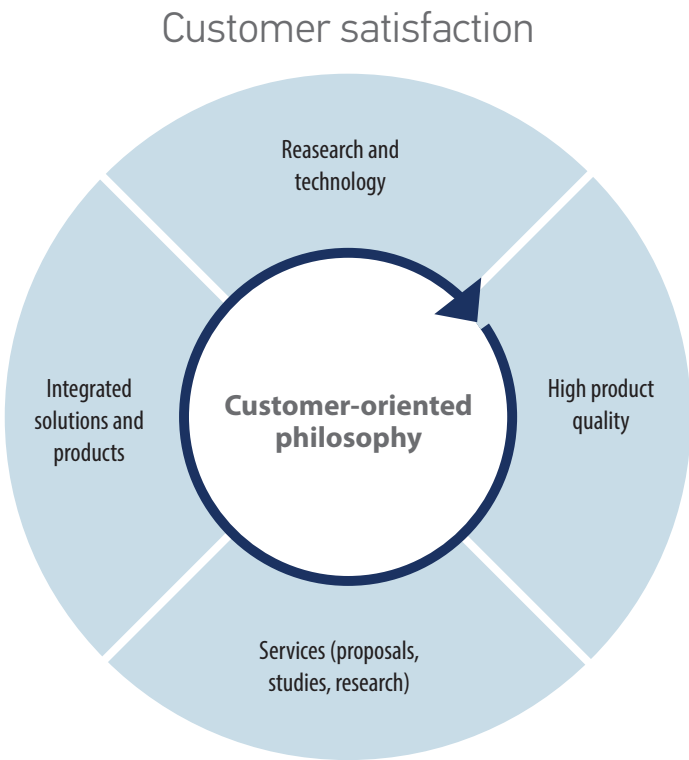 Customer satisfaction
Reasearch and
technology
Integrated
solutions and
products
Customer-oriented
philosophy
High product
quality
Services (proposals,
studies, research)